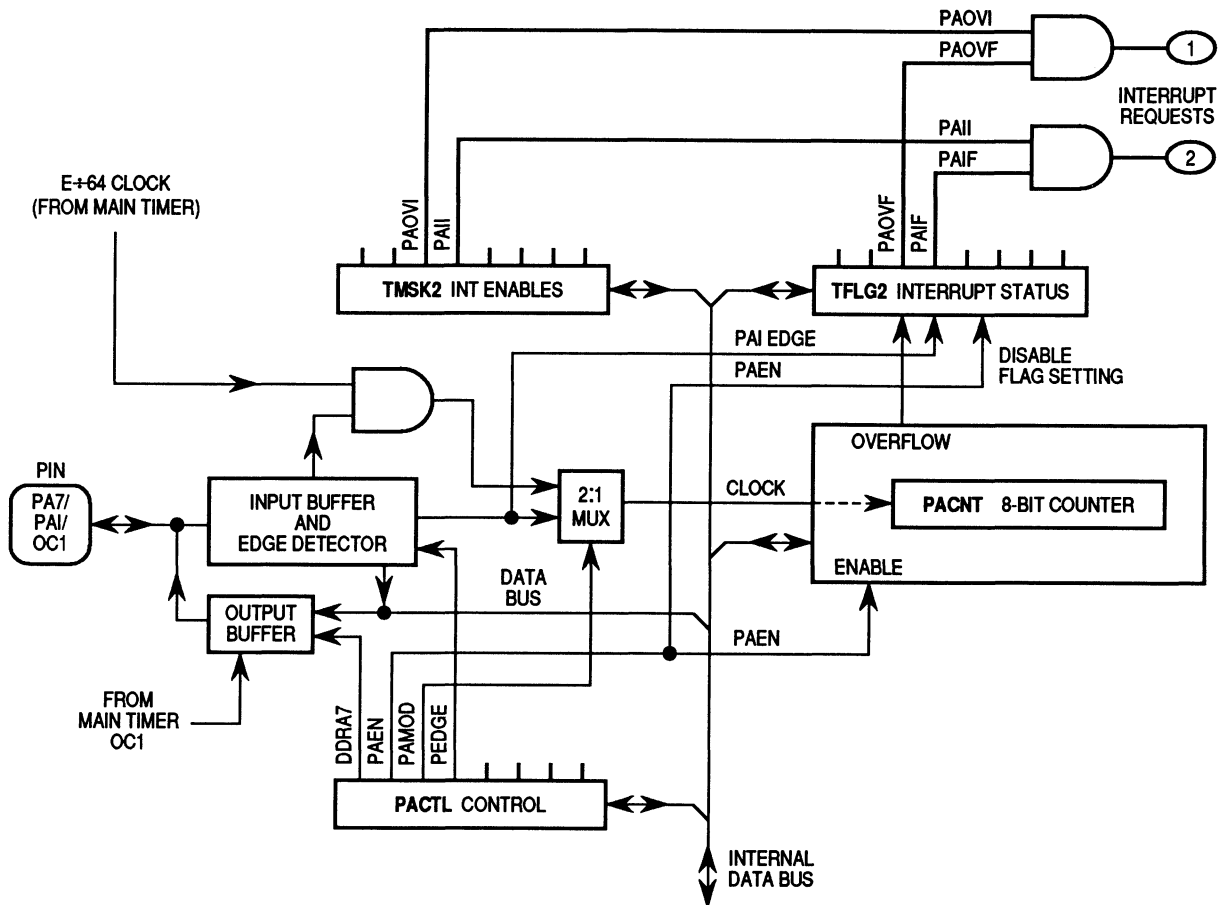 PAOVI
PAOVF
1
INTERRUPT
REQUESTS
PAII
PAIF
2
E÷64 CLOCK
(FROM MAIN TIMER)
PAOVI
PAII
PAOVF
PAIF
TMSK2 INT ENABLES
TFLG2 INTERRUPT STATUS
PAI EDGE
PAEN
DISABLE
FLAG SETTING
OVERFLOW
PIN
PA7/
PAI/
OC1
INPUT BUFFER
AND
EDGE DETECTOR
2:1
MUX
CLOCK
PACNT 8-BIT COUNTER
ENABLE
DATA
BUS
OUTPUT
BUFFER
PAEN
FROM
MAIN TIMER
OC1
DDRA7
PAEN
PAMOD
PEDGE
PACTL CONTROL
INTERNAL
DATA BUS